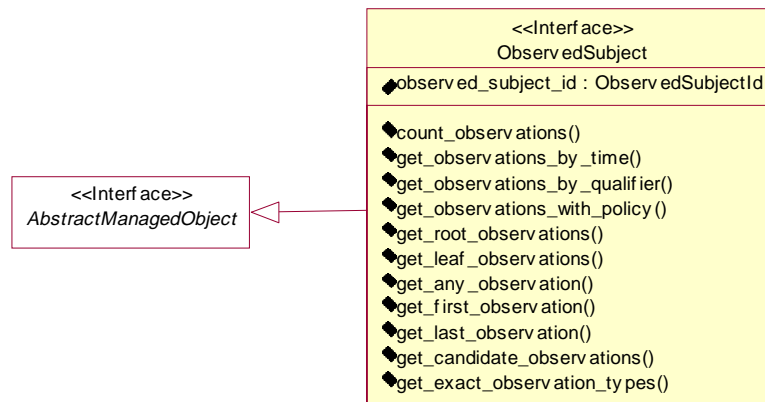 <<Interface>>
ObservedSubject
observed_subject_id : ObservedSubjectId
count_observations()
get_observations_by_time()
get_observations_by_qualifier()
get_observations_with_policy()
get_root_observations()
get_leaf_observations()
get_any_observation()
get_first_observation()
get_last_observation()
get_candidate_observations()
get_exact_observation_types()
<<Interface>>
AbstractManagedObject